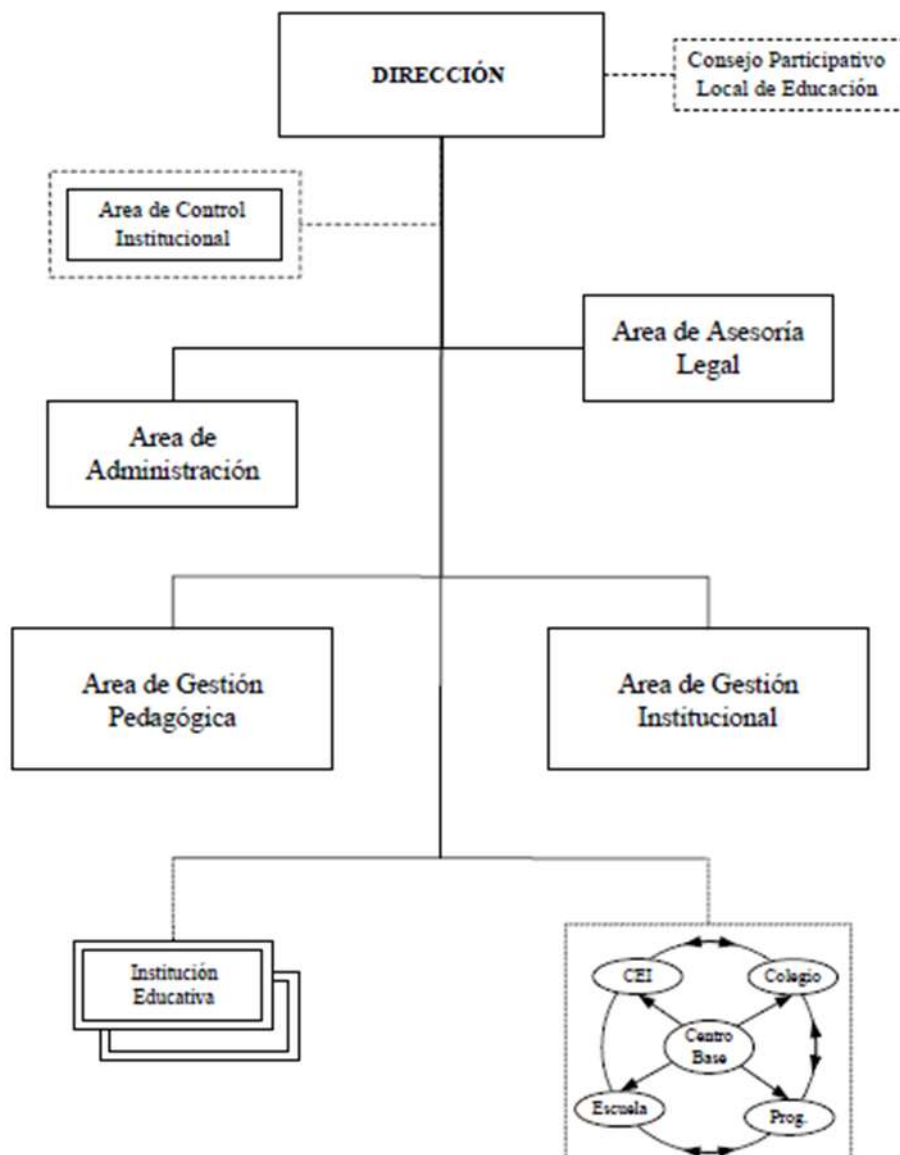 DIRECCIÓN
Consejo Participativo
Local de Educación
Area de Control
Institucional
Area de Asesoría
Legal
Area de
Administración
Area de Gestión
Pedagógica
Area de Gestión
Institucional
Institución
Educativa
CEI
Colegio
Centro
Base
Escuela
Prog.